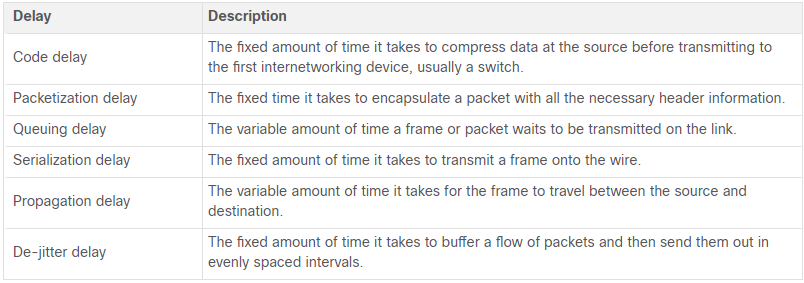 Delay Description
Code delay
The fixed amount of time it takes to compress data at the source before transmitting to
the first internetworking device, usually a switch.
Packetization delay The fixed time it takes to encapsulate a packet with all the necessary header information.
Queuing delay The variable amount of time a frame or packet waits to be transmitted on the link.
Serialization delay The fixed amount of time it takes to transmit a frame onto the wire.
Propagation delay
The variable amount of time it takes for the frame to travel between the source and
destination.
De-jitter delay
The fixed amount of time it takes to buffer a flow of packets and then send them out in
evenly spaced intervals.